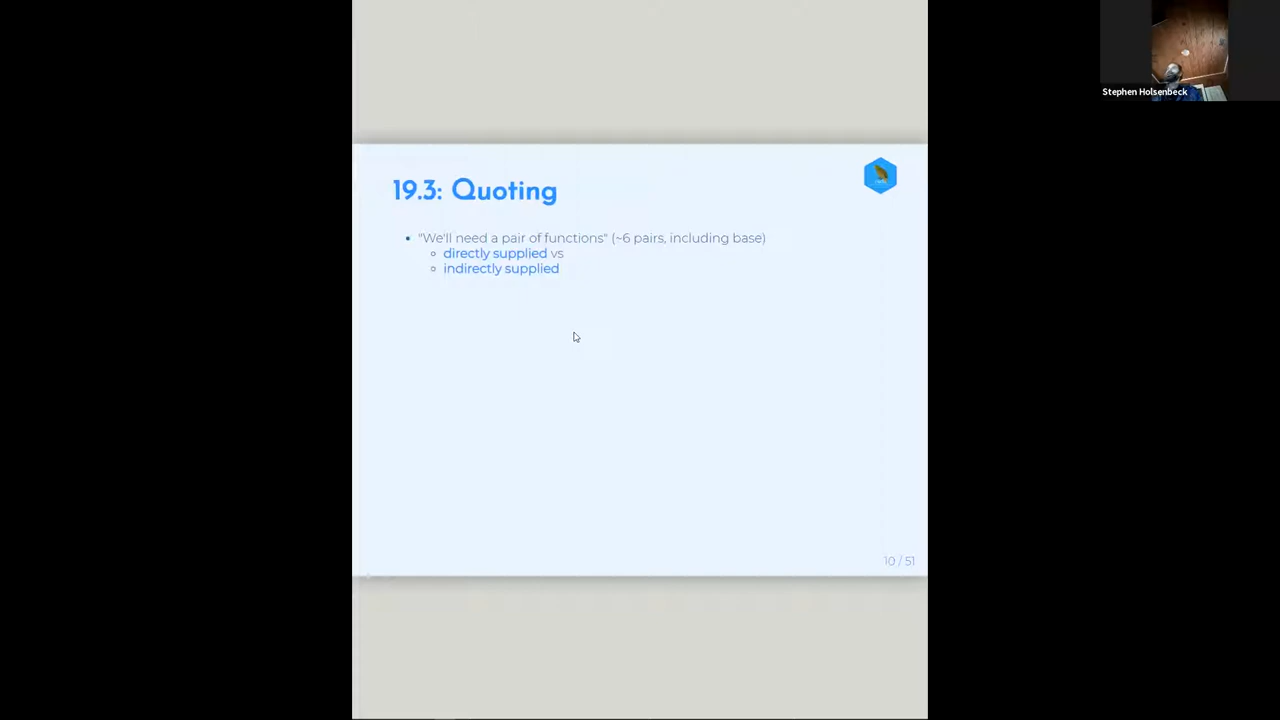 Stephen Holsenbeck
19.3: Quoting
"We'll need a pair of functions" (~6 pairs, including base)
directly supplied vs
indirectly supplied
10 / 51